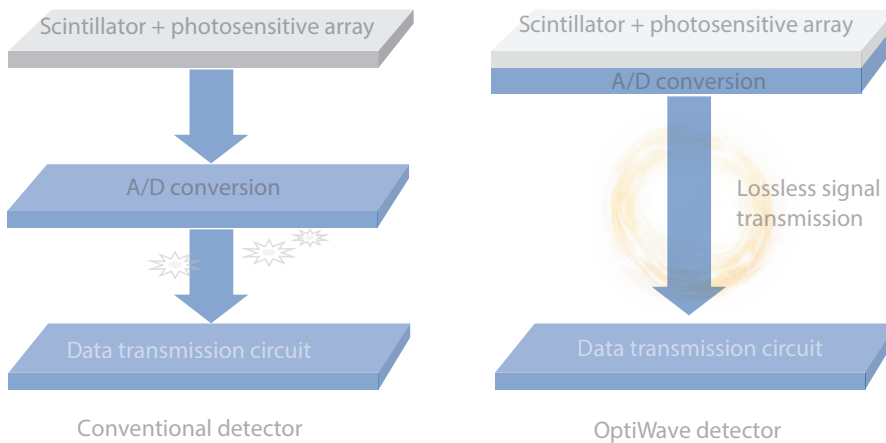 Scintillator + photosensitive array
A/D conversion
Data transmission circuit
Conventional detector
Scintillator + photosensitive array
A/D conversion
Lossless signal
transmission
Data transmission circuit
OptiWave detector